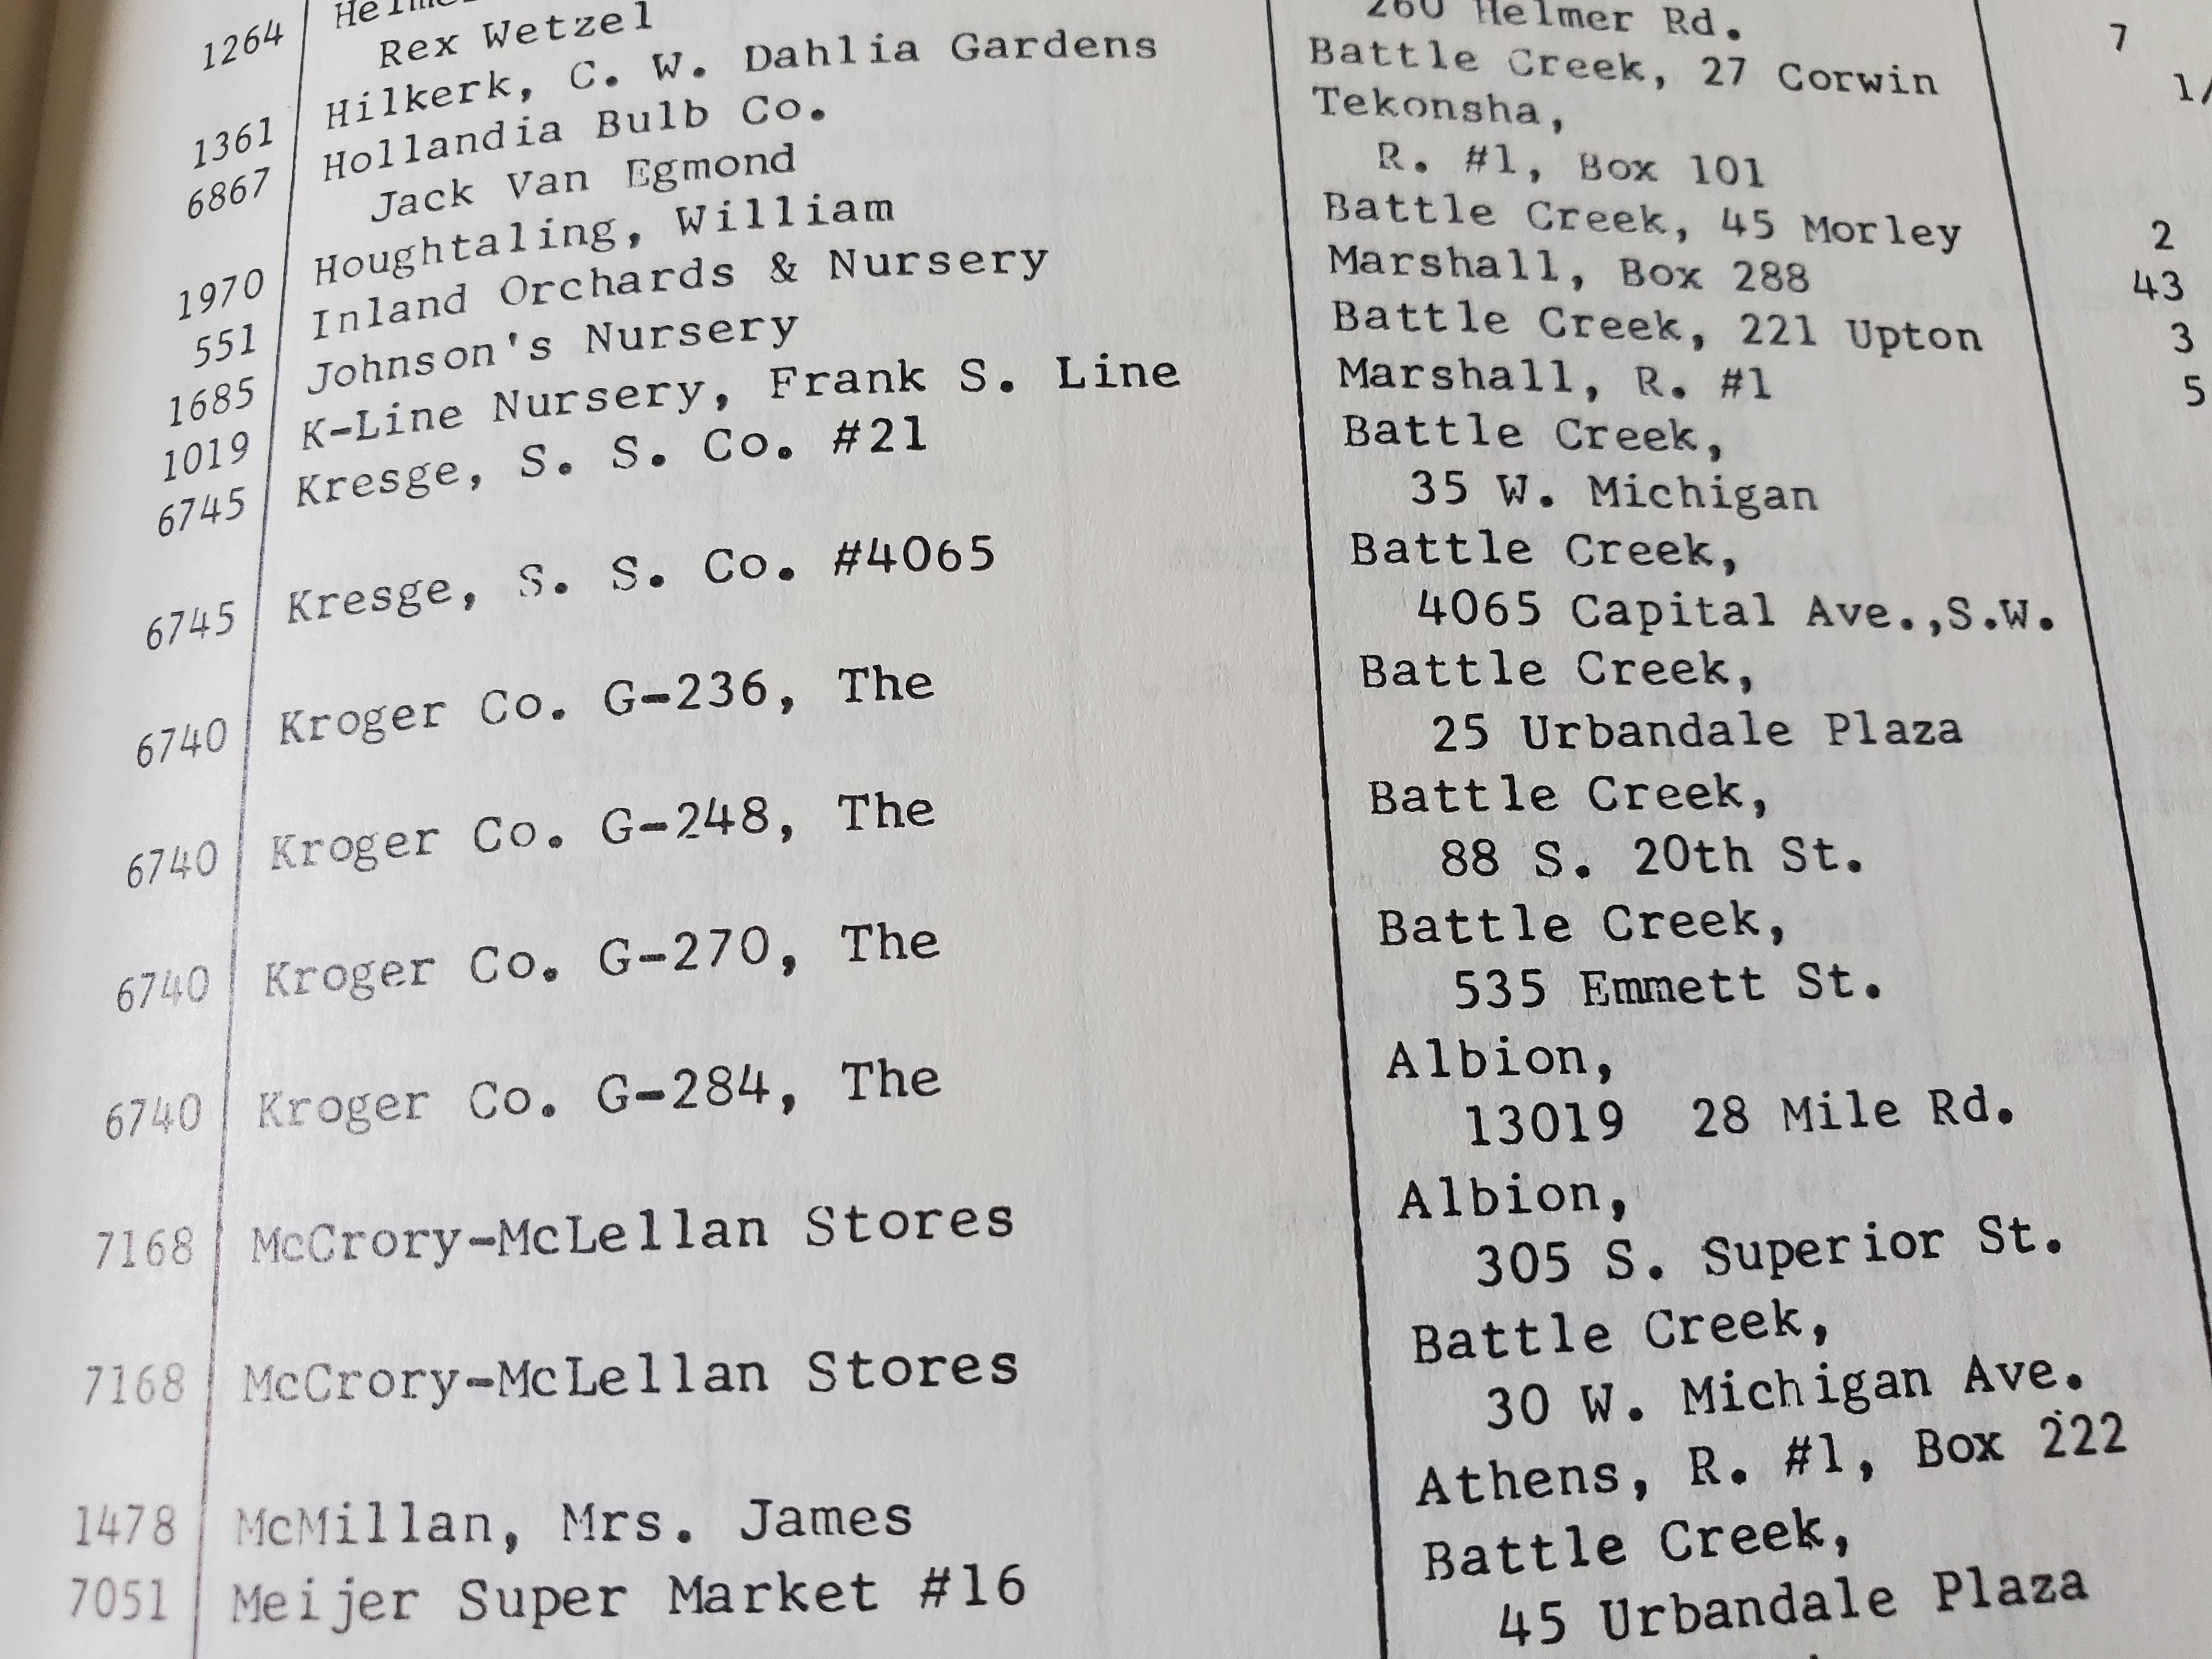 1264
Rex Wetzel 260 Helmer Rd. 7
1361 Hilkerk, C. W. Dahlia Gardens Battle Creek, 27 Corwin 1/
6867 Hollandia Bulb Co. Tekonsha,
Jack Van Egmond R. #1, Box 101
1970 Houghtaling, William Battle Creek, 45 Morley 2
551 Inland Orchards & Nursery Marshall, Box 288 43
1685 Johnson's Nursery Battle Creek, 221 Upton 3
1019 K-Line Nursery, Frank S. Line Marshall, R. #1 5
6745 Kresge, S. S. Co. #21 Battle Creek,
35 W. Michigan
6745 Kresge, S. S. Co. #4065 Battle Creek,
4065 Capital Ave.,S.W.
6740 Kroger Co. G-236, The Battle Creek,
25 Urbandale Plaza
6740 Kroger Co. G-248, The Battle Creek,
88 S. 20th St.
6740 Kroger Co. G-270, The Battle Creek,
535 Emmett St.
6740 Kroger Co. G-284, The Albion,
13019 28 Mile Rd.
7168 McCrory-McLellan Stores Albion,
305 S. Superior St.
7168 McCrory-McLellan Stores Battle Creek,
30 W. Michigan Ave.
1478 McMillan, Mrs. James Athens, R. #1, Box 222
7051 Meijer Super Market #16 Battle Creek,
45 Urbandale Plaza